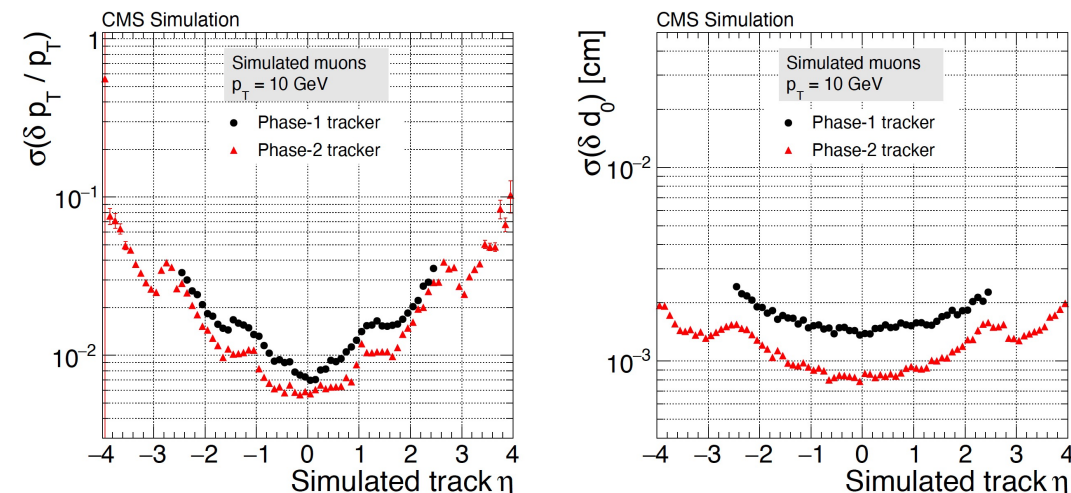 CMS Simulation
σ(δ p_T / p_T)
1
10⁻¹
10⁻²
Simulated muons
p_T = 10 GeV
Phase-1 tracker
Phase-2 tracker
−4 −3 −2 −1 0 1 2 3 4
Simulated track η
CMS Simulation
σ(δ d_0) [cm]
10⁻²
10⁻³
Simulated muons
p_T = 10 GeV
Phase-1 tracker
Phase-2 tracker
−4 −3 −2 −1 0 1 2 3 4
Simulated track η